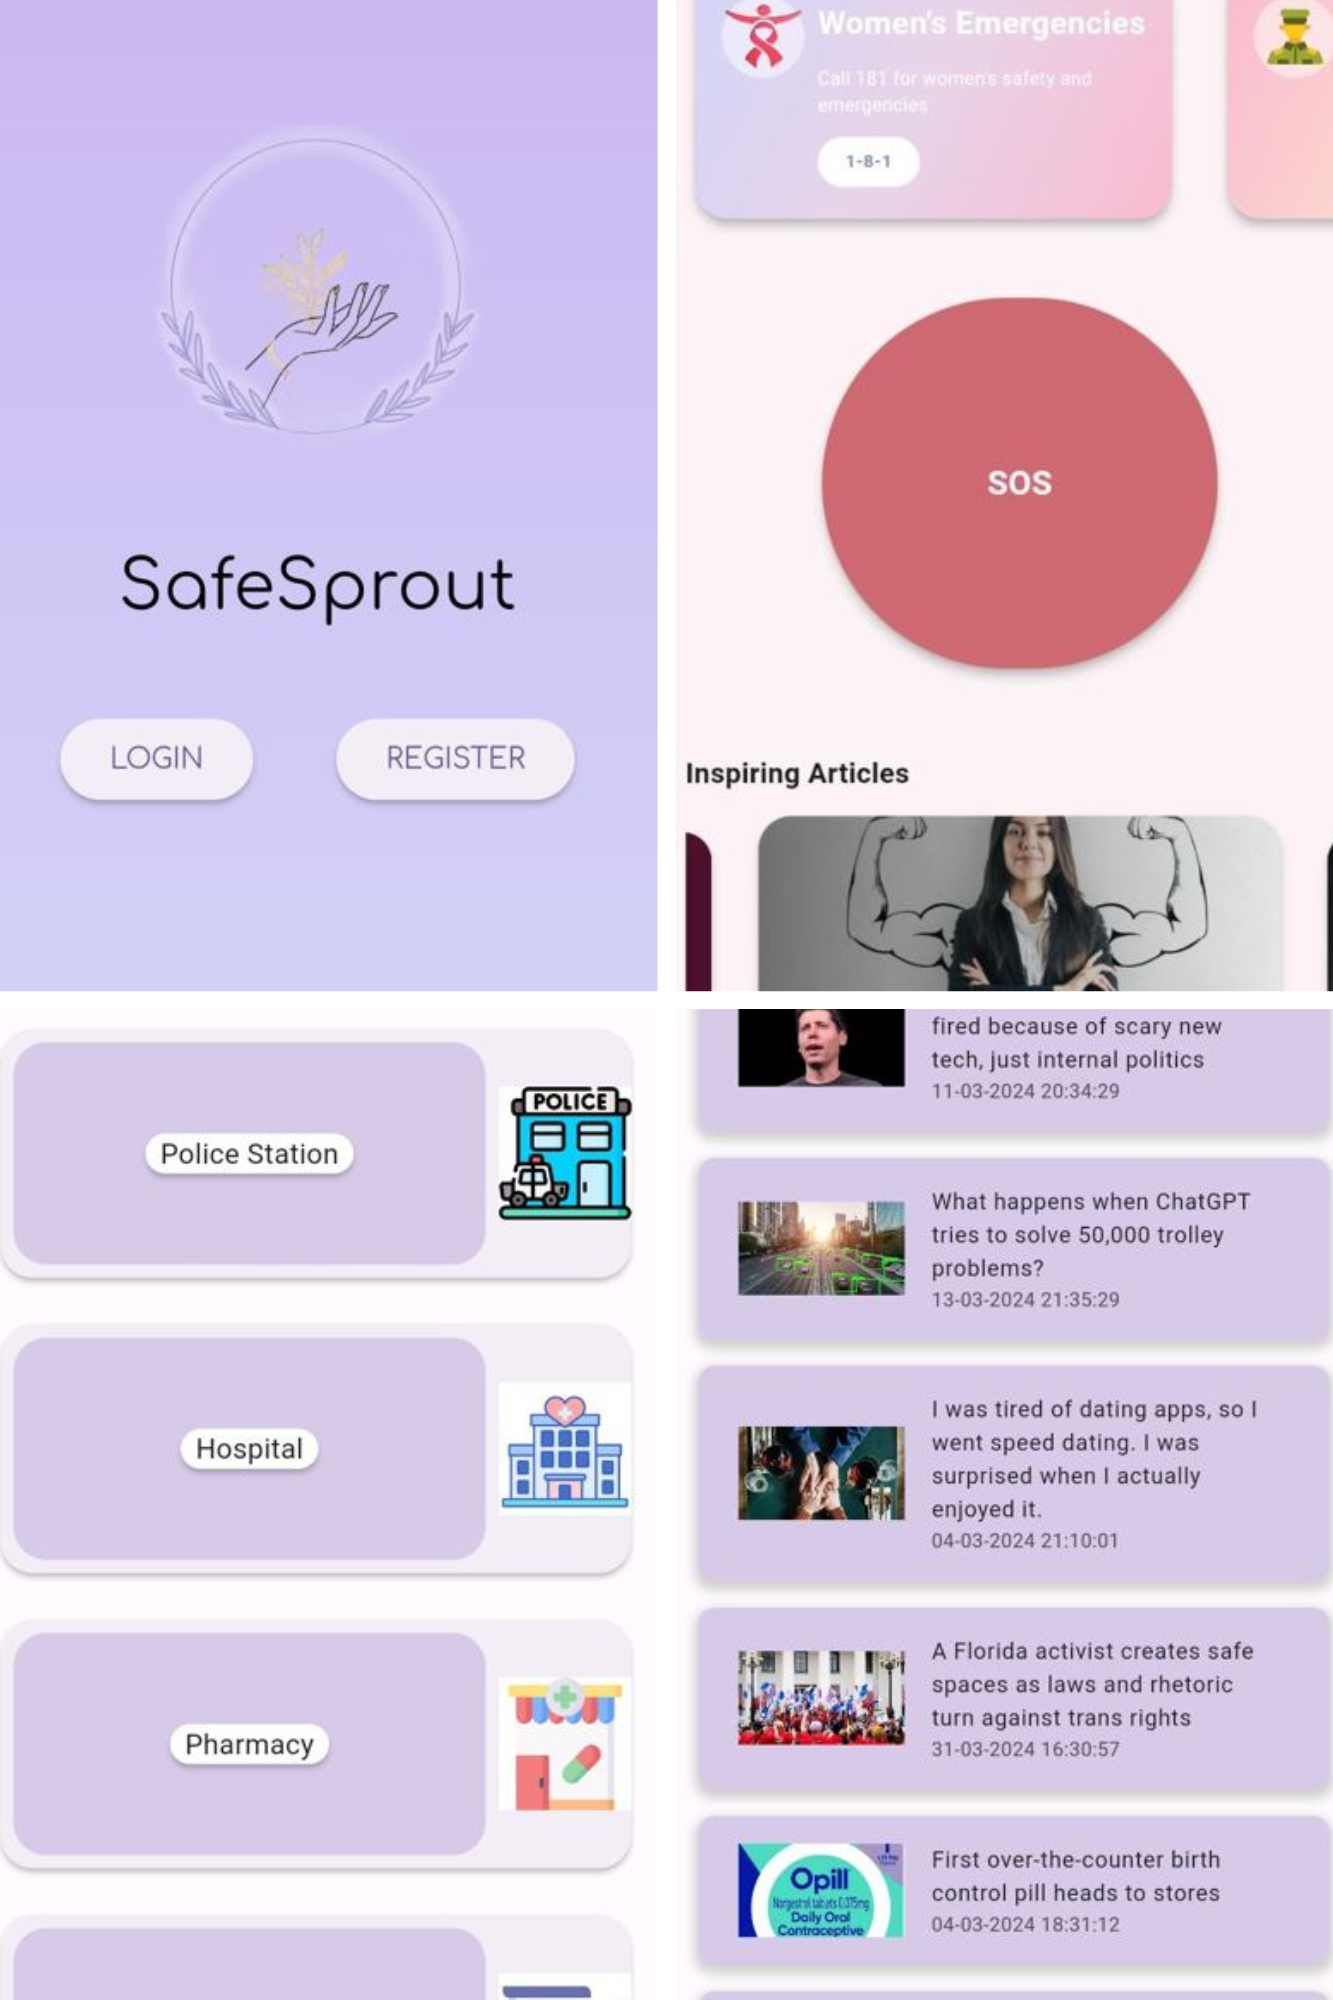 SafeSprout
LOGIN
REGISTER
Women's Emergencies
Call 181 for women's safety and
emergencies
1-8-1
SOS
Inspiring Articles
POLICE
Police Station
Hospital
Pharmacy
fired because of scary new
tech, just internal politics
11-03-2024 20:34:29
What happens when ChatGPT
tries to solve 50,000 trolley
problems?
13-03-2024 21:35:29
I was tired of dating apps, so I
went speed dating. I was
surprised when I actually
enjoyed it.
04-03-2024 21:10:01
A Florida activist creates safe
spaces as laws and rhetoric
turn against trans rights
31-03-2024 16:30:57
First over-the-counter birth
control pill heads to stores
04-03-2024 18:31:12
Opill
Norgestrel tablets 0.075mg
Daily Oral
Contraceptive